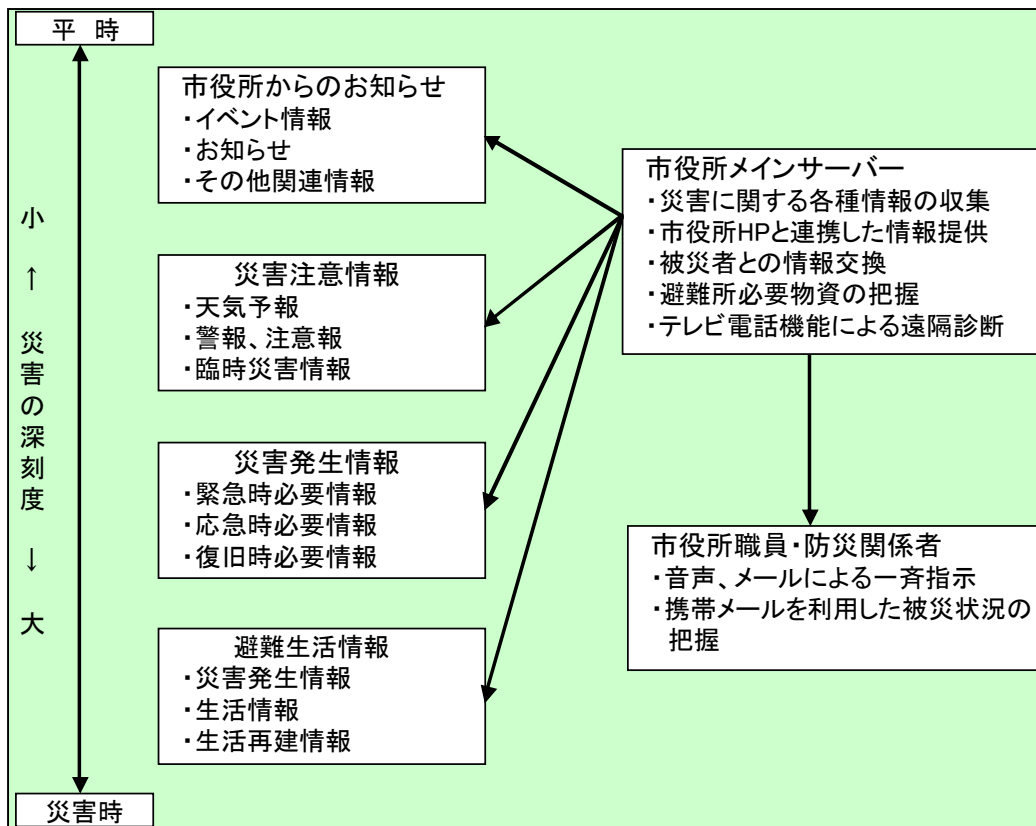 平 時
市役所からのお知らせ
・イベント情報
・お知らせ
・その他関連情報
市役所メインサーバー
・災害に関する各種情報の収集
・市役所HPと連携した情報提供
・被災者との情報交換
・避難所必要物資の把握
・テレビ電話機能による遠隔診断
小 ↑ 災害の深刻度 ↓ 大
災害注意情報
・天気予報
・警報、注意報
・臨時災害情報
災害発生情報
・緊急時必要情報
・応急時必要情報
・復旧時必要情報
市役所職員・防災関係者
・音声、メールによる一斉指示
・携帯メールを利用した被災状況の
把握
避難生活情報
・災害発生情報
・生活情報
・生活再建情報
災害時